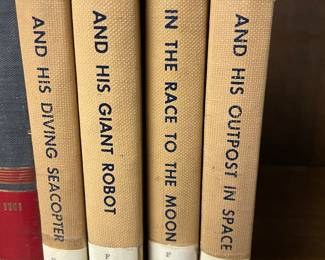 AND HIS DIVING SEACOPTER
AND HIS GIANT ROBOT
F
IN THE RACE TO THE MOON
F
AND HIS OUTPOST IN SPACE